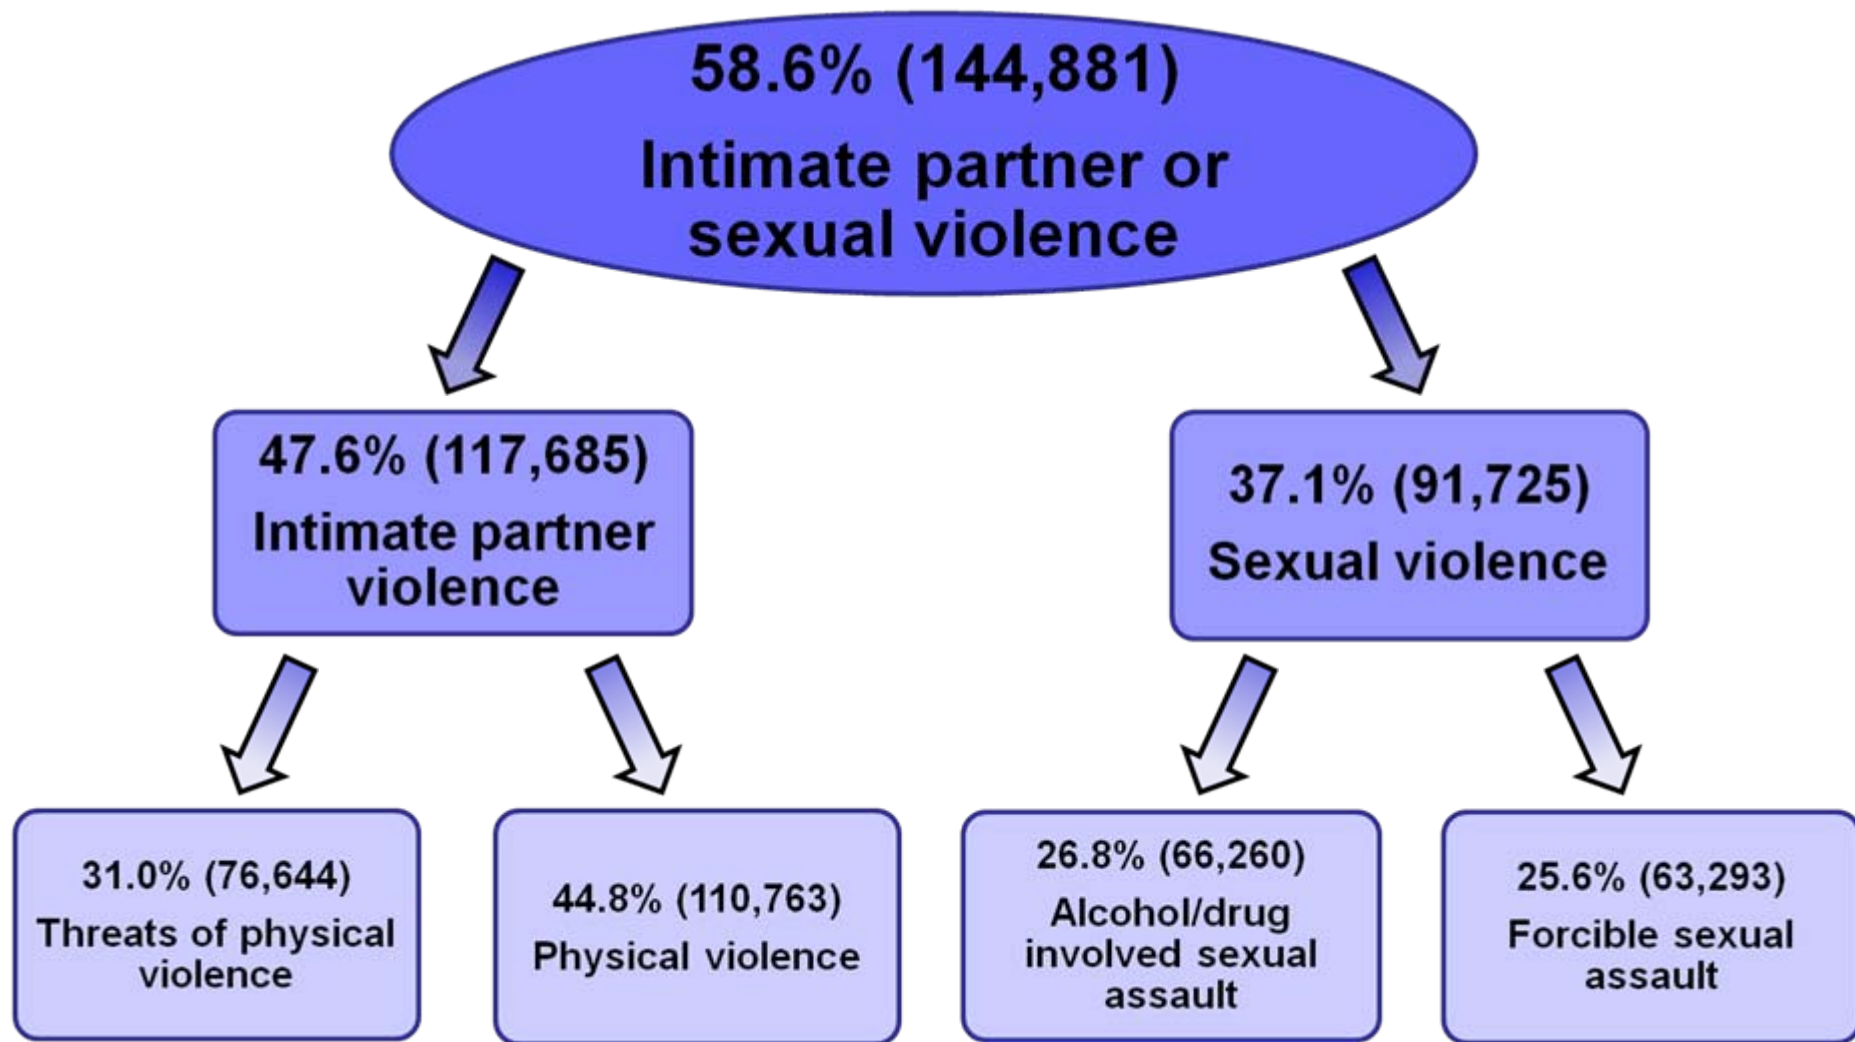 58.6% (144,881)
Intimate partner or
sexual violence
47.6% (117,685)
Intimate partner
violence
37.1% (91,725)
Sexual violence
31.0% (76,644)
Threats of physical
violence
44.8% (110,763)
Physical violence
26.8% (66,260)
Alcohol/drug
involved sexual
assault
25.6% (63,293)
Forcible sexual
assault